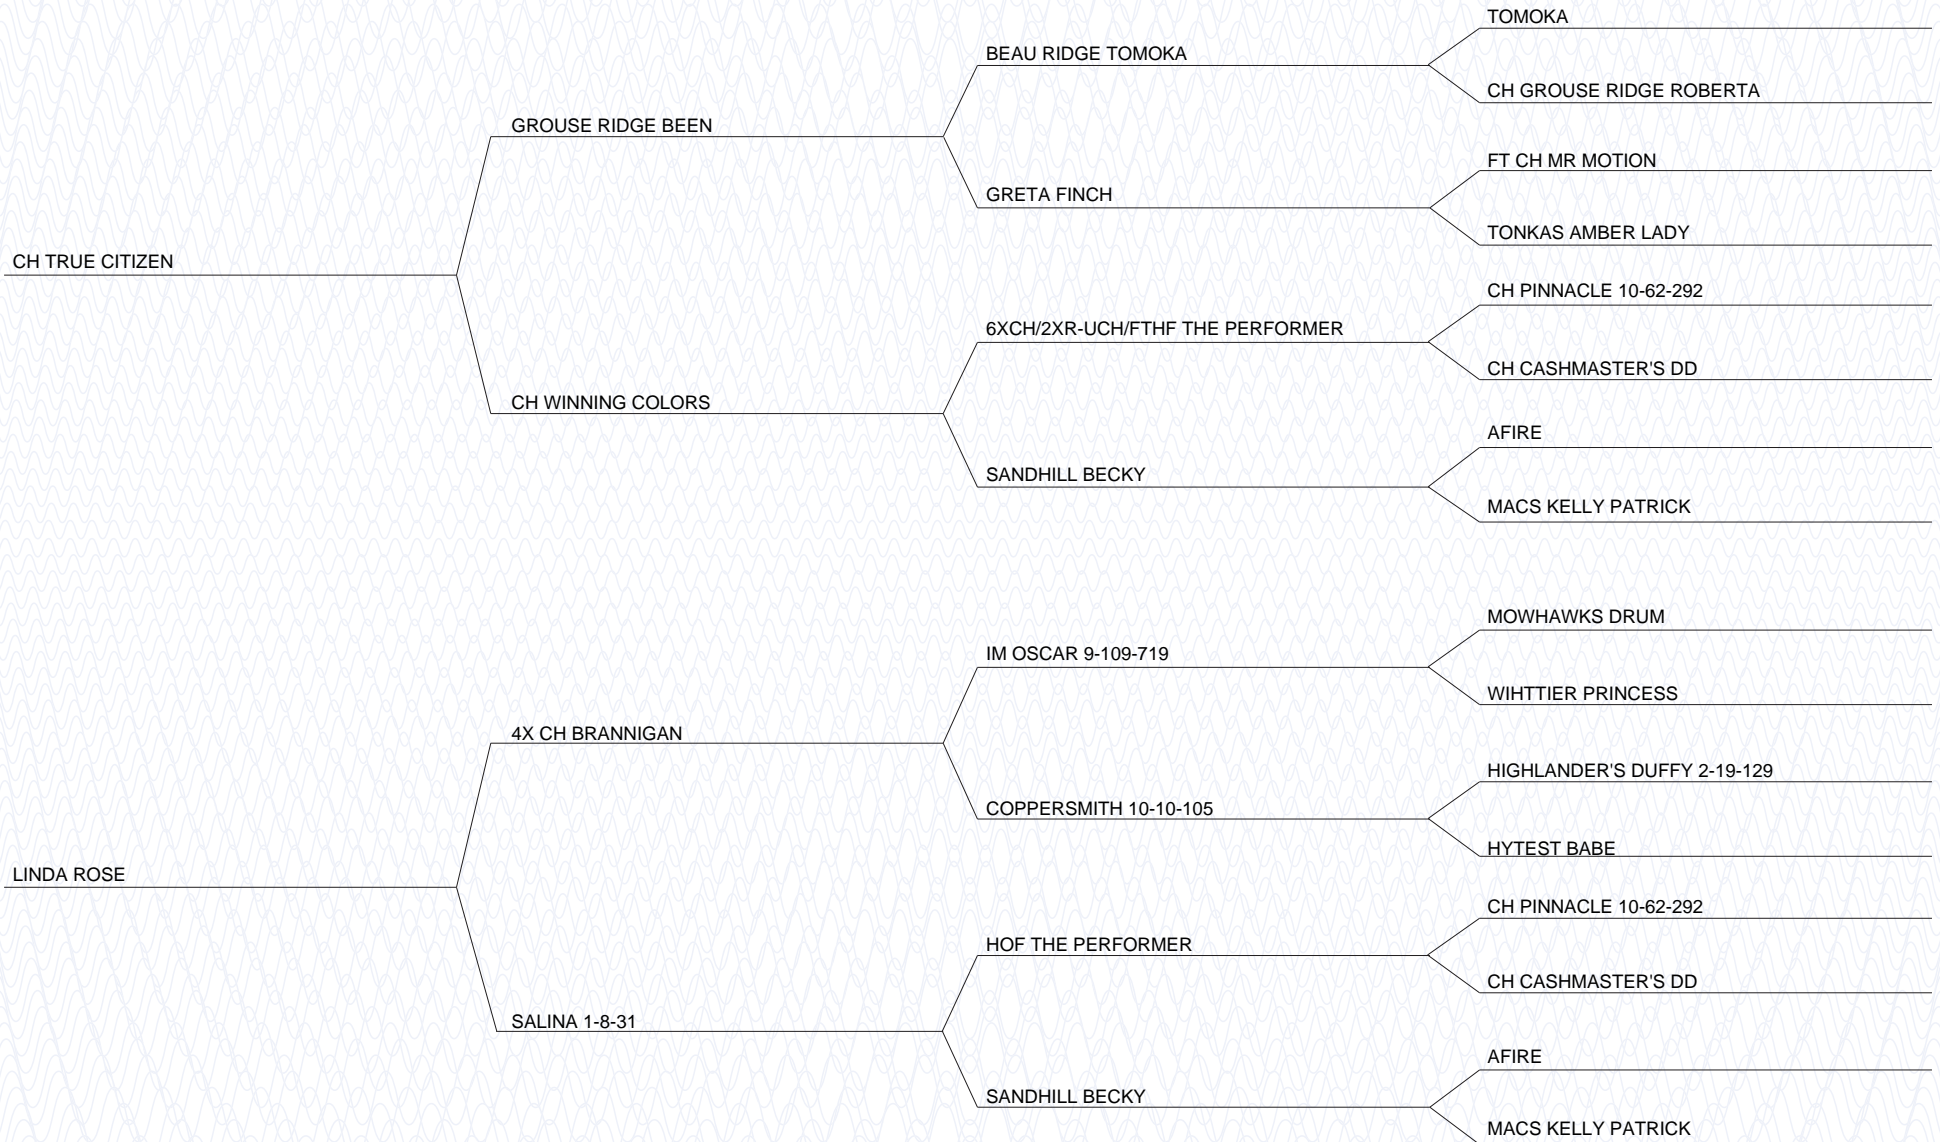 TOMOKA
BEAU RIDGE TOMOKA
CH GROUSE RIDGE ROBERTA
GROUSE RIDGE BEEN
FT CH MR MOTION
GRETA FINCH
TONKAS AMBER LADY
CH TRUE CITIZEN
CH PINNACLE 10-62-292
6XCH/2XR-UCH/FTHF THE PERFORMER
CH CASHMASTER'S DD
CH WINNING COLORS
AFIRE
SANDHILL BECKY
MACS KELLY PATRICK
MOWHAWKS DRUM
IM OSCAR 9-109-719
WIHTTIER PRINCESS
4X CH BRANNIGAN
HIGHLANDER'S DUFFY 2-19-129
COPPERSMITH 10-10-105
HYTEST BABE
LINDA ROSE
CH PINNACLE 10-62-292
HOF THE PERFORMER
CH CASHMASTER'S DD
SALINA 1-8-31
AFIRE
SANDHILL BECKY
MACS KELLY PATRICK